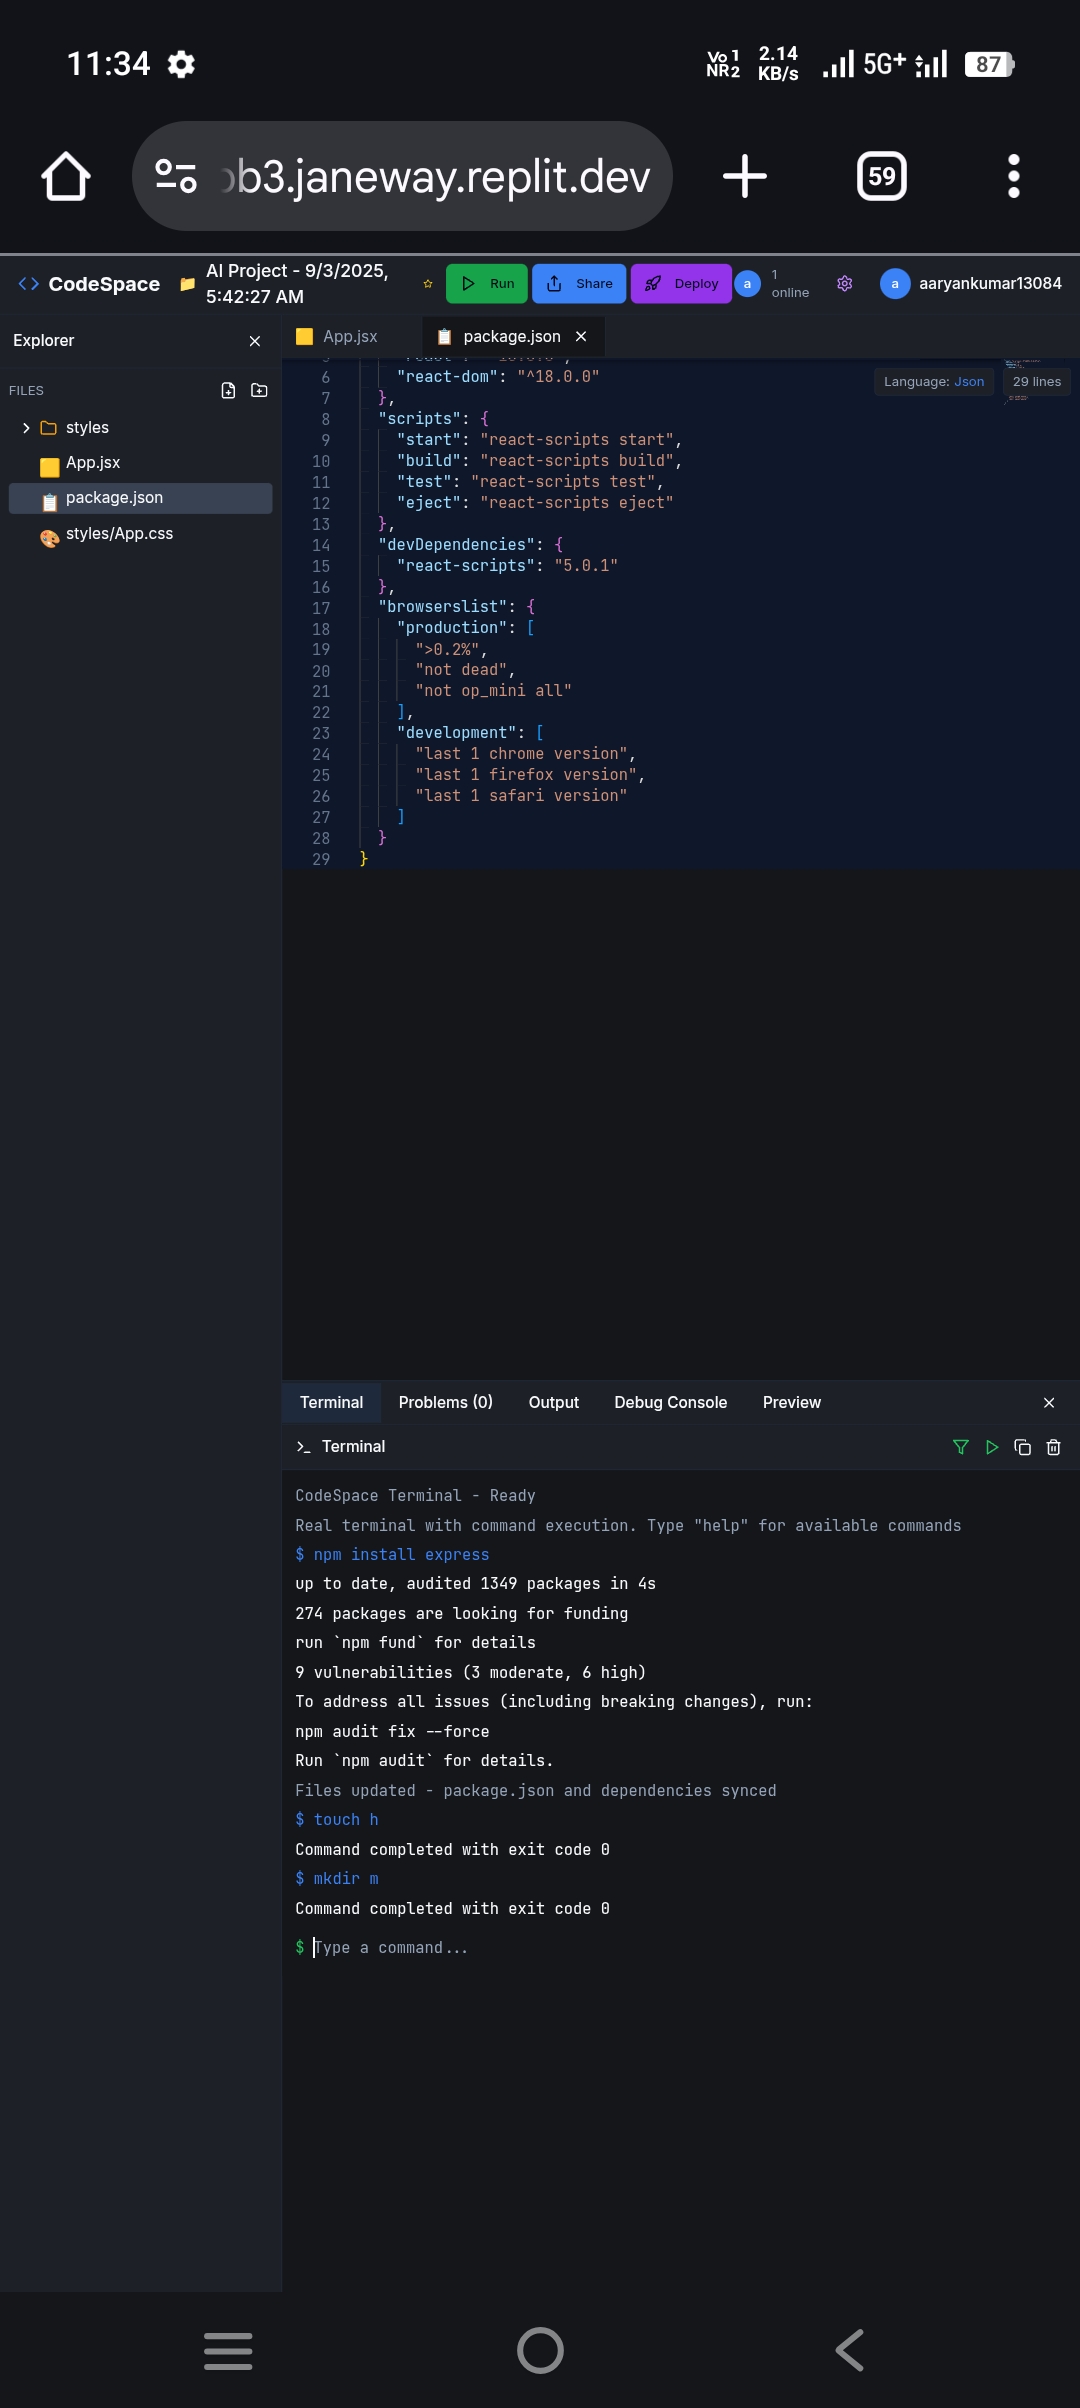 11:34
Vo 1
NR2
2.14
KB/s
5G+
87
b3.janeway.replit.dev
59
CodeSpace
AI Project - 9/3/2025,
5:42:27 AM
Run
Share
Deploy
a
1
online
a
aaryankumar13084
Explorer
App.jsx
package.json
FILES
styles
App.jsx
package.json
styles/App.css
Language: Json
29 lines
6 "react-dom": "^18.0.0"
7 },
8 "scripts": {
9 "start": "react-scripts start",
10 "build": "react-scripts build",
11 "test": "react-scripts test",
12 "eject": "react-scripts eject"
13 },
14 "devDependencies": {
15 "react-scripts": "5.0.1"
16 },
17 "browserslist": {
18 "production": [
19 ">0.2%",
20 "not dead",
21 "not op_mini all"
22 ],
23 "development": [
24 "last 1 chrome version",
25 "last 1 firefox version",
26 "last 1 safari version"
27 ]
28 }
29 }
Terminal
Problems (0)
Output
Debug Console
Preview
Terminal
CodeSpace Terminal - Ready
Real terminal with command execution. Type "help" for available commands
$ npm install express
up to date, audited 1349 packages in 4s
274 packages are looking for funding
run `npm fund` for details
9 vulnerabilities (3 moderate, 6 high)
To address all issues (including breaking changes), run:
npm audit fix --force
Run `npm audit` for details.
Files updated - package.json and dependencies synced
$ touch h
Command completed with exit code 0
$ mkdir m
Command completed with exit code 0
$ Type a command...